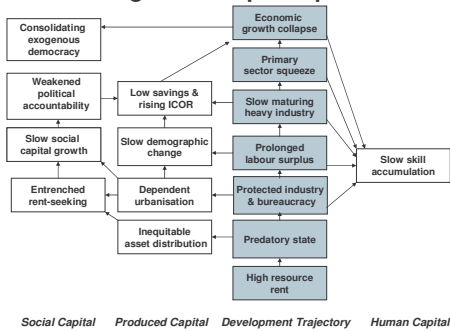 Economic
growth collapse
Consolidating
exogenous
democracy
Primary
sector squeeze
Weakened
political
accountability
Low savings &
rising ICOR
Slow maturing
heavy industry
Slow social
capital growth
Slow demographic
change
Prolonged
labour surplus
Slow skill
accumulation
Entrenched
rent-seeking
Dependent
urbanisation
Protected industry
& bureaucracy
Inequitable
asset distribution
Predatory state
High resource
rent
Social Capital
Produced Capital
Development Trajectory
Human Capital